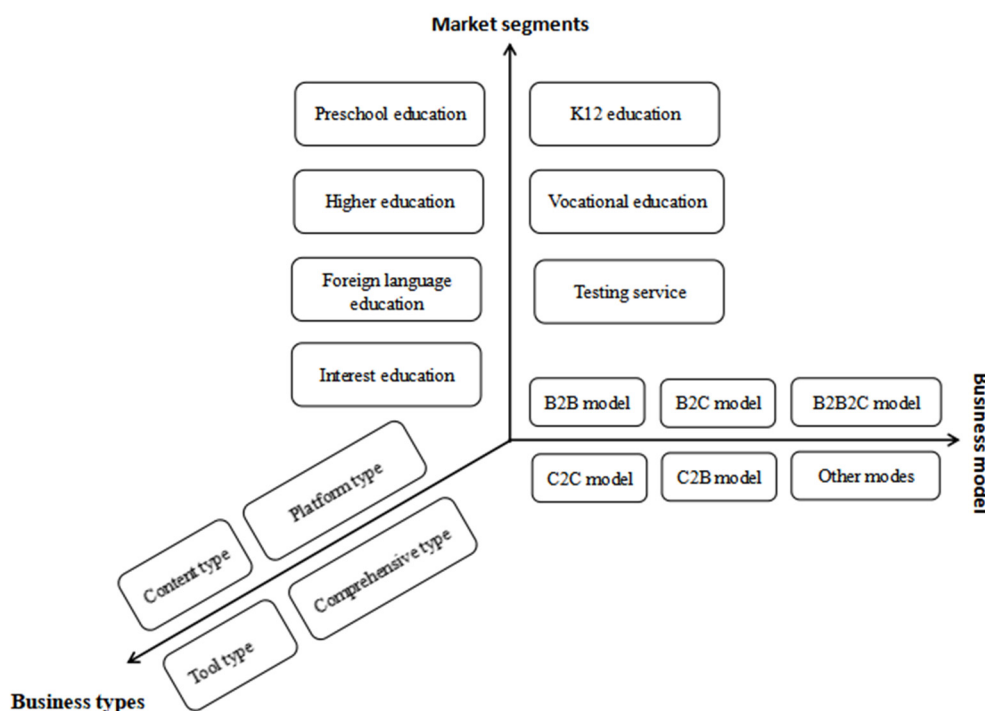 Market segments
Preschool education
K12 education
Higher education
Vocational education
Foreign language
education
Testing service
Interest education
B2B model
B2C model
B2B2C model
Business model
C2C model
C2B model
Other modes
Platform type
Content type
Comprehensive type
Tool type
Business types